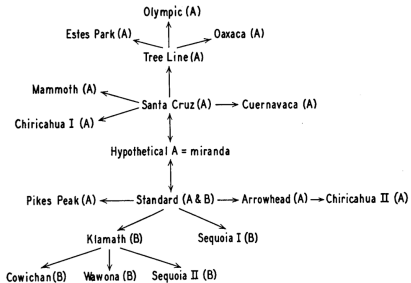 Olympic (A)
Estes Park (A) Oaxaca (A)
Tree Line (A)
Mammoth (A)
Santa Cruz (A) Cuernavaca (A)
Chiricahua I (A)
Hypothetical A = miranda
Pikes Peak (A) Standard (A & B) Arrowhead (A) Chiricahua II (A)
Klamath (B) Sequoia I (B)
Cowichan (B) Wawona (B) Sequoia II (B)